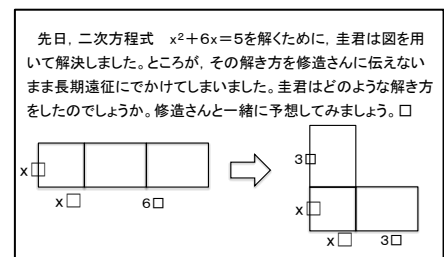 先日，二次方程式　x²＋6x＝5を解くために，圭君は図を用
いて解決しました。ところが，その解き方を修造さんに伝えない
まま長期遠征にでかけてしまいました。圭君はどのような解き方
をしたのでしょうか。修造さんと一緒に予想してみましょう。□
3□
x□
x□
x□　6□
x□　3□